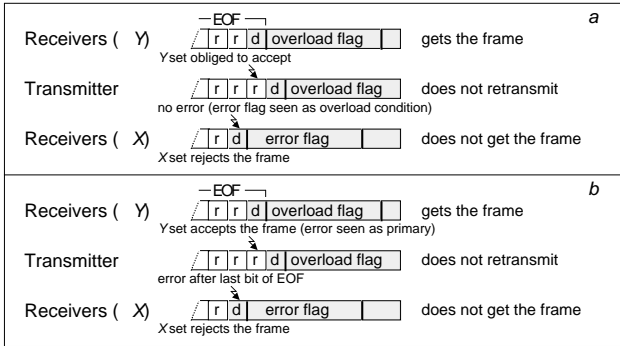 a
EOF
Receivers ( Y) r r d overload flag gets the frame
Y set obliged to accept
Transmitter r r r d overload flag does not retransmit
no error (error flag seen as overload condition)
Receivers ( X) r d error flag does not get the frame
X set rejects the frame
b
EOF
Receivers ( Y) r r d overload flag gets the frame
Y set accepts the frame (error seen as primary)
Transmitter r r r d overload flag does not retransmit
error after last bit of EOF
Receivers ( X) r d error flag does not get the frame
X set rejects the frame